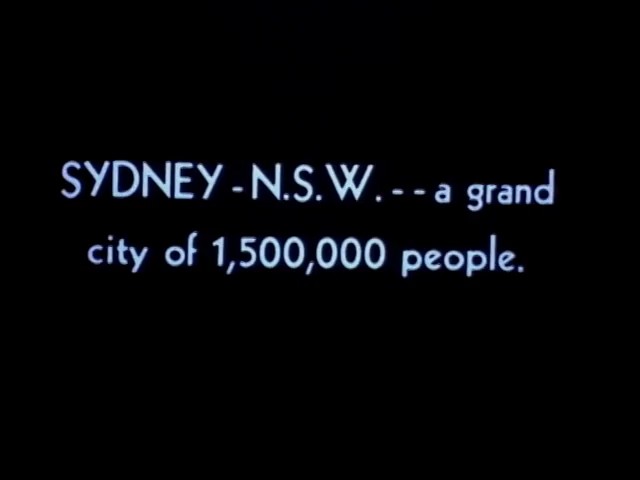 SYDNEY - N.S.W. - - a grand
city of 1,500,000 people.